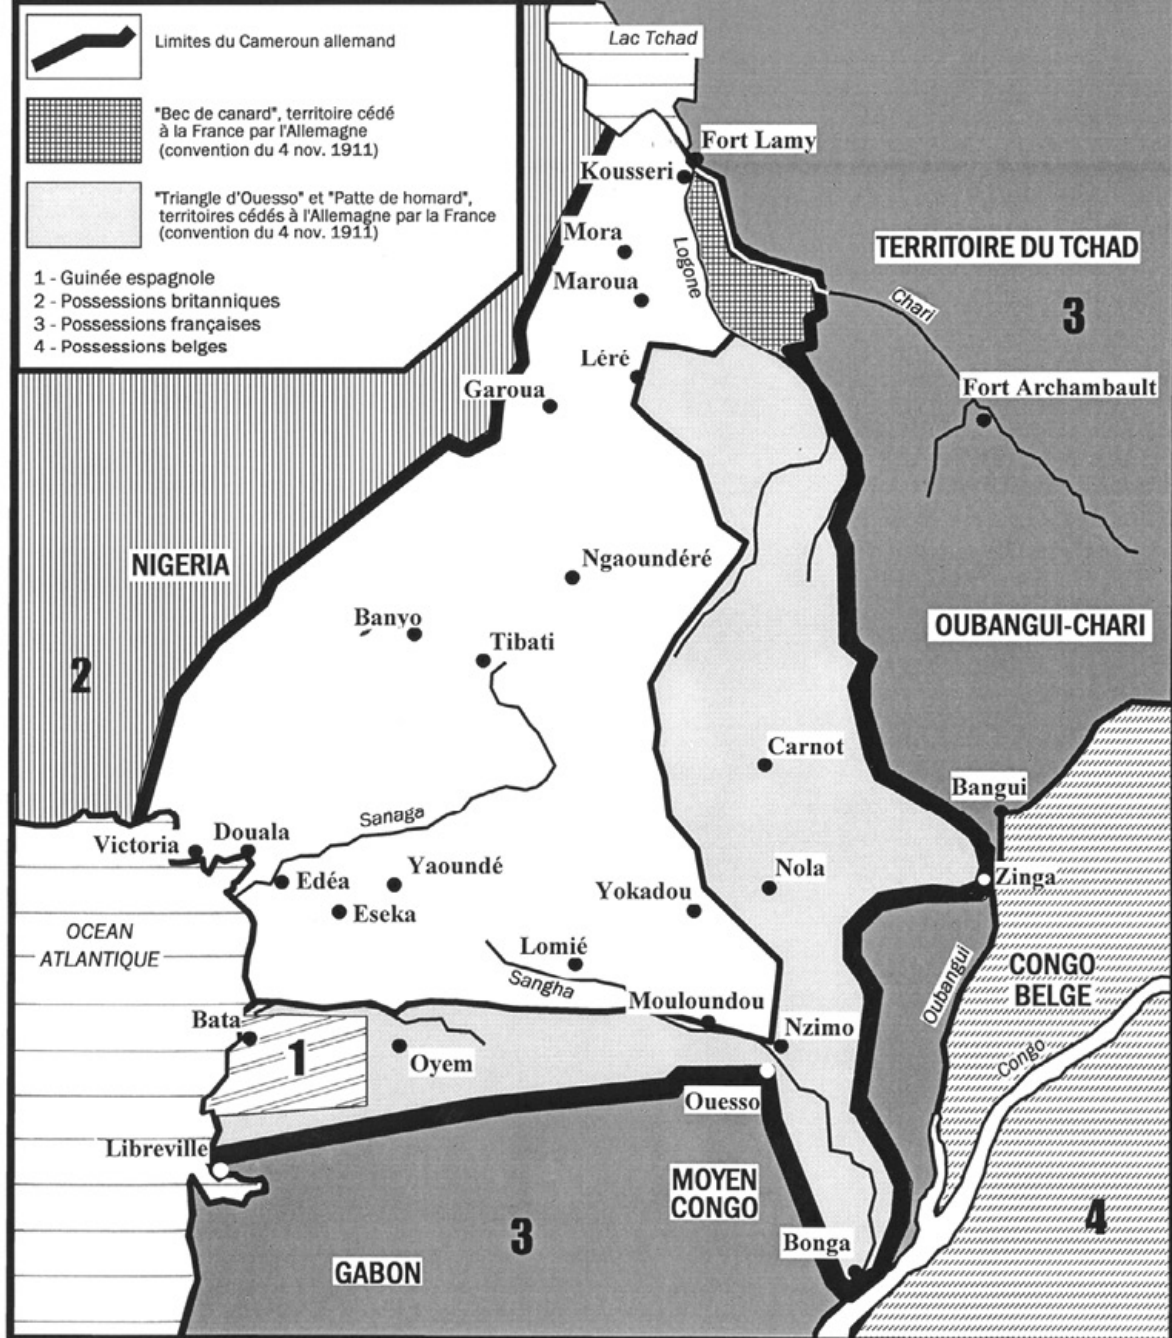 Limites du Cameroun allemand
"Bec de canard", territoire cédé
à la France par l'Allemagne
(convention du 4 nov. 1911)
"Triangle d'Ouesso" et "Patte de homard",
territoires cédés à l'Allemagne par la France
(convention du 4 nov. 1911)
1 - Guinée espagnole
2 - Possessions britanniques
3 - Possessions françaises
4 - Possessions belges
Lac Tchad
Fort Lamy
Kousseri
Mora
Maroua
Logone
TERRITOIRE DU TCHAD
Chari
3
Léré
Garoua
Fort Archambault
NIGERIA
Ngaoundéré
Banyo
Tibati
OUBANGUI-CHARI
2
Carnot
Bangui
Sanaga
Victoria
Douala
Edéa
Yaoundé
Eseka
Nola
Zinga
Yokadou
OCEAN
ATLANTIQUE
Lomié
Sangha
Oubangui
CONGO
BELGE
Mouloundou
Bata
1
Oyem
Nzimo
Congo
Ouesso
Libreville
MOYEN
CONGO
3
4
Bonga
GABON